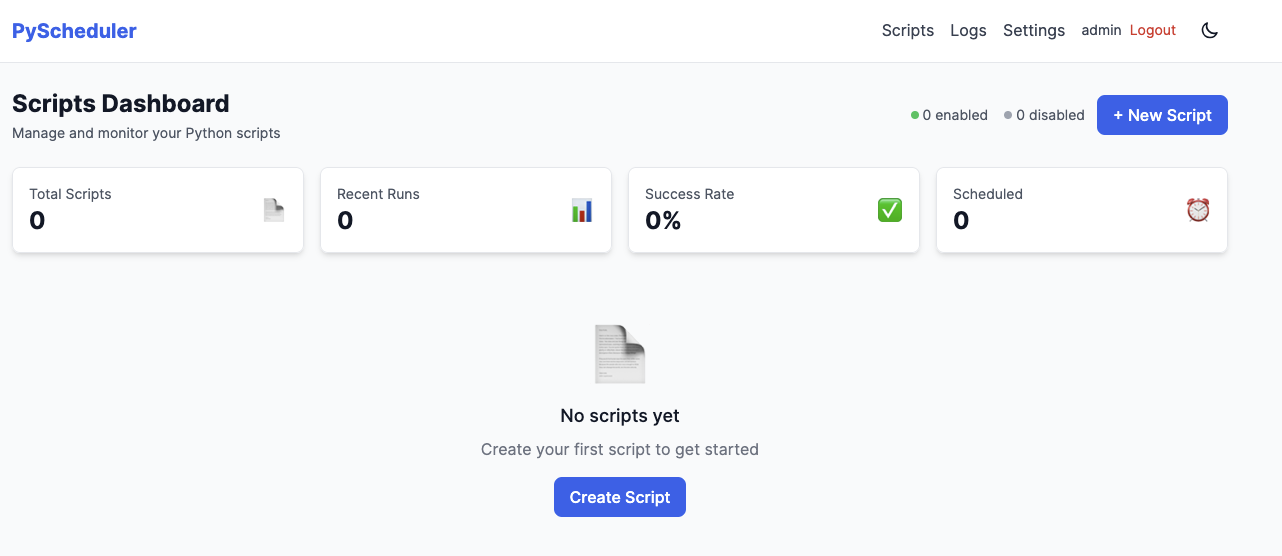 PyScheduler
Scripts Logs Settings admin Logout
Scripts Dashboard
Manage and monitor your Python scripts
0 enabled 0 disabled + New Script
Total Scripts
0
Recent Runs
0
Success Rate
0%
Scheduled
0
No scripts yet
Create your first script to get started
Create Script